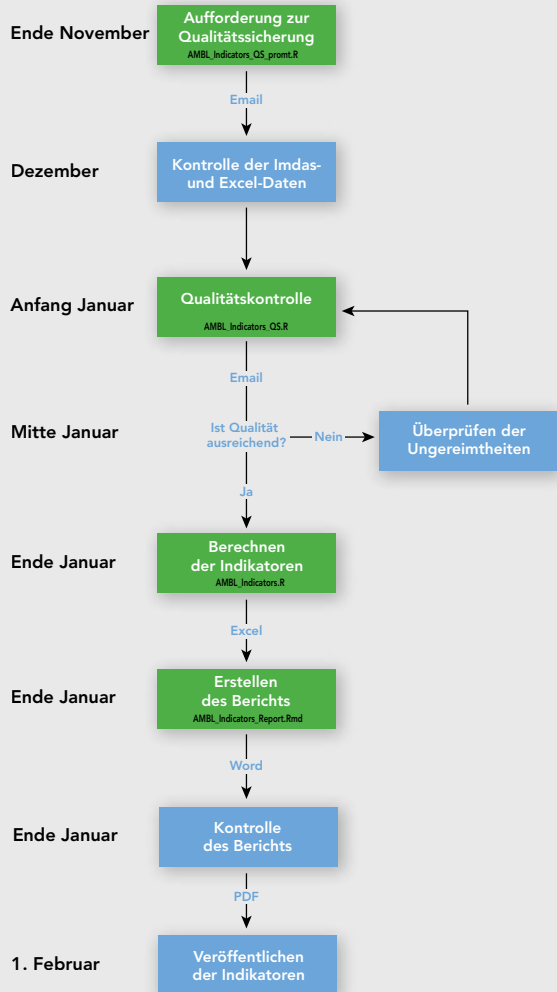 Ende November
Aufforderung zur
Qualitätssicherung
AMBL_Indicators_QS_promt.R
Email
Dezember
Kontrolle der Imdas-
und Excel-Daten
Anfang Januar
Qualitätskontrolle
AMBL_Indicators_QS.R
Email
Mitte Januar
Ist Qualität
ausreichend?
Nein
Überprüfen der
Ungereimtheiten
Ja
Ende Januar
Berechnen
der Indikatoren
AMBL_Indicators.R
Excel
Ende Januar
Erstellen
des Berichts
AMBL_Indicators_Report.Rmd
Word
Ende Januar
Kontrolle
des Berichts
PDF
1. Februar
Veröffentlichen
der Indikatoren